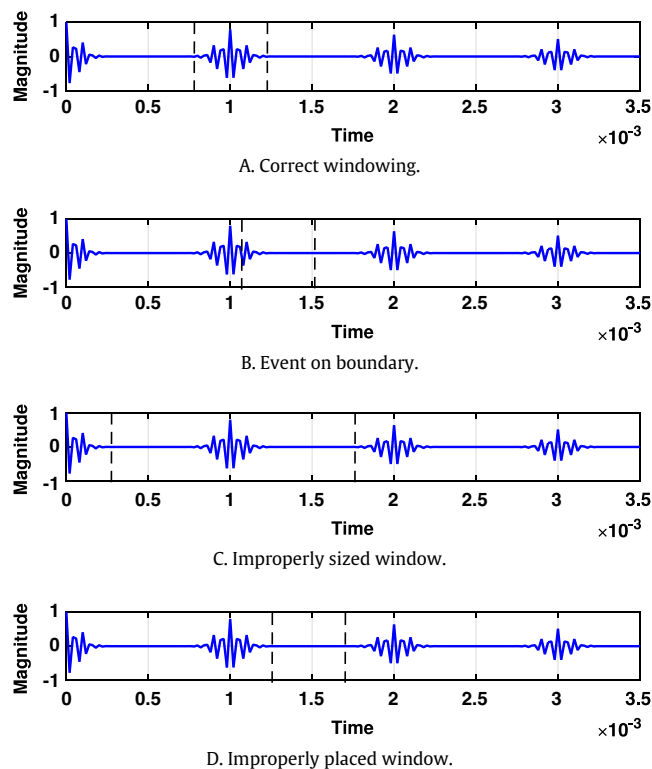 Magnitude
1
0
-1
0 0.5 1 1.5 2 2.5 3 3.5
Time ×10-3
A. Correct windowing.
Magnitude
1
0
-1
0 0.5 1 1.5 2 2.5 3 3.5
Time ×10-3
B. Event on boundary.
Magnitude
1
0
-1
0 0.5 1 1.5 2 2.5 3 3.5
Time ×10-3
C. Improperly sized window.
Magnitude
1
0
-1
0 0.5 1 1.5 2 2.5 3 3.5
Time ×10-3
D. Improperly placed window.